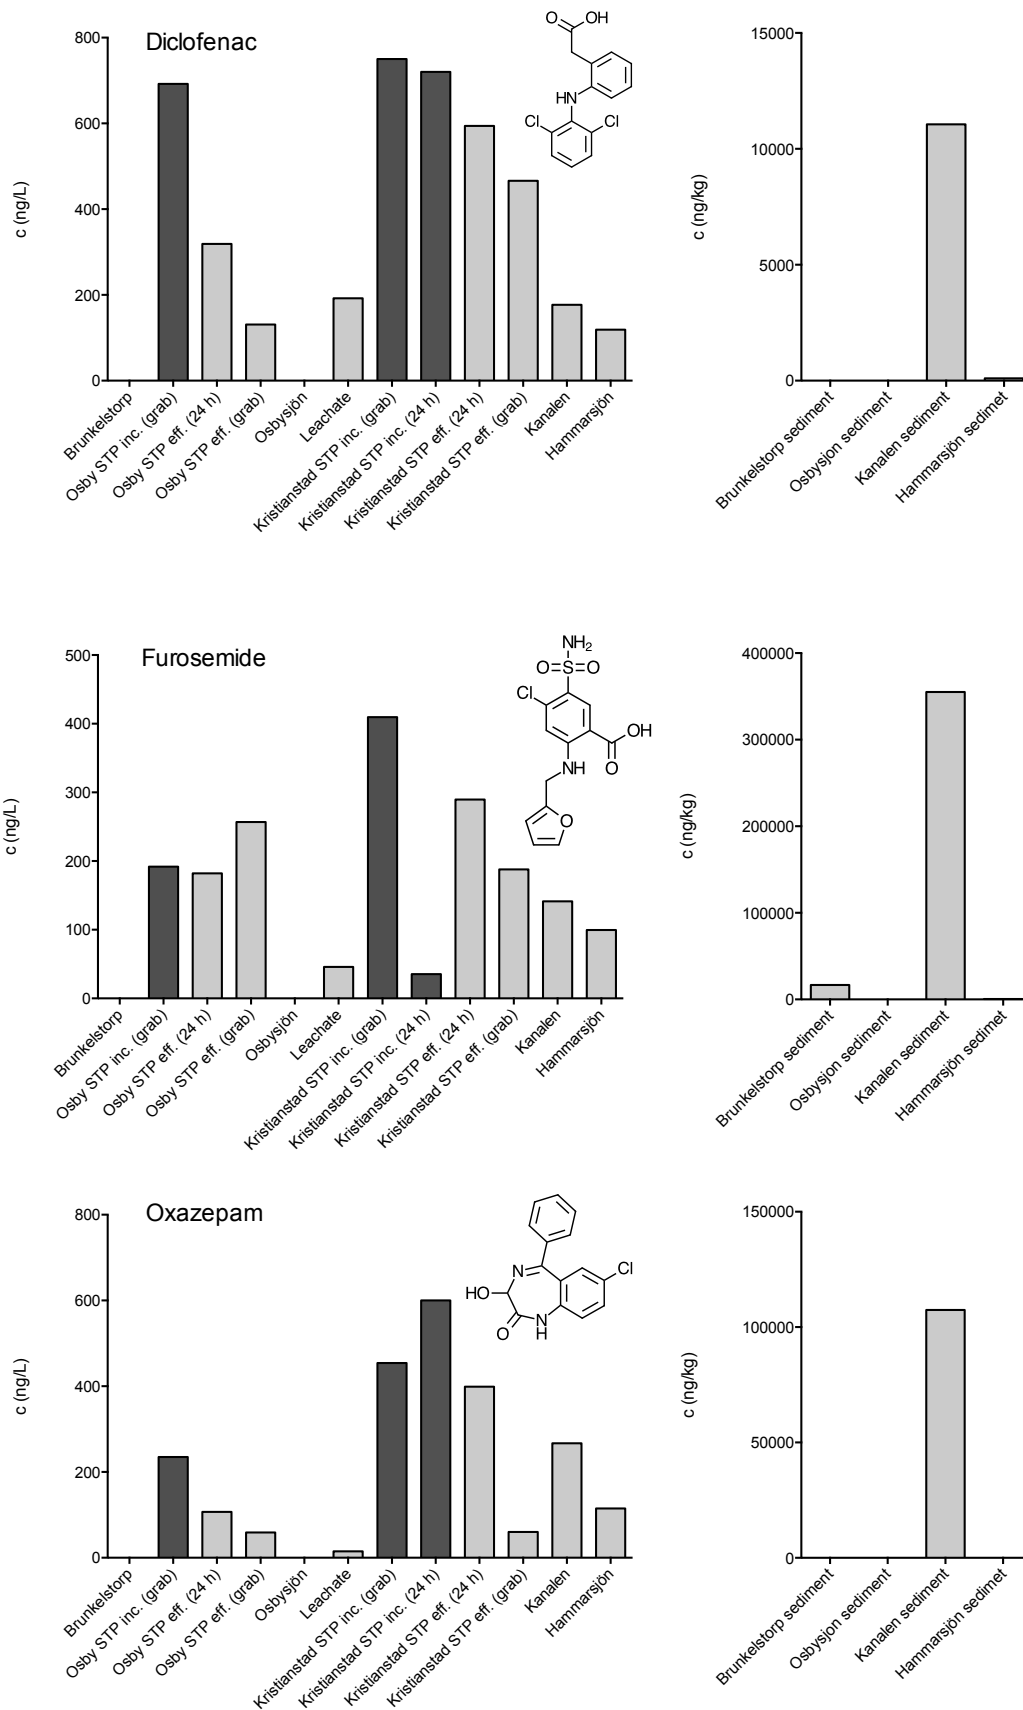 Diclofenac
c (ng/L)
800
600
400
200
0
Brunkelstorp
Osby STP inc. (grab)
Osby STP eff. (24 h)
Osby STP eff. (grab)
Osbysjön
Leachate
Kristianstad STP inc. (grab)
Kristianstad STP inc. (24 h)
Kristianstad STP eff. (24 h)
Kristianstad STP eff. (grab)
Kanalen
Hammarsjön
O
OH
HN
Cl
Cl
c (ng/kg)
15000
10000
5000
0
Brunkelstorp sediment
Osbysjon sediment
Kanalen sediment
Hammarsjön sedimet
Furosemide
c (ng/L)
500
400
300
200
100
0
Brunkelstorp
Osby STP inc. (grab)
Osby STP eff. (24 h)
Osby STP eff. (grab)
Osbysjön
Leachate
Kristianstad STP inc. (grab)
Kristianstad STP inc. (24 h)
Kristianstad STP eff. (24 h)
Kristianstad STP eff. (grab)
Kanalen
Hammarsjön
NH2
O=S=O
Cl
OH
O
NH
O
c (ng/kg)
400000
300000
200000
100000
0
Brunkelstorp sediment
Osbysjon sediment
Kanalen sediment
Hammarsjön sedimet
Oxazepam
c (ng/L)
800
600
400
200
0
Brunkelstorp
Osby STP inc. (grab)
Osby STP eff. (24 h)
Osby STP eff. (grab)
Osbysjön
Leachate
Kristianstad STP inc. (grab)
Kristianstad STP inc. (24 h)
Kristianstad STP eff. (24 h)
Kristianstad STP eff. (grab)
Kanalen
Hammarsjön
N
Cl
HO
O
N
H
c (ng/kg)
150000
100000
50000
0
Brunkelstorp sediment
Osbysjon sediment
Kanalen sediment
Hammarsjön sedimet